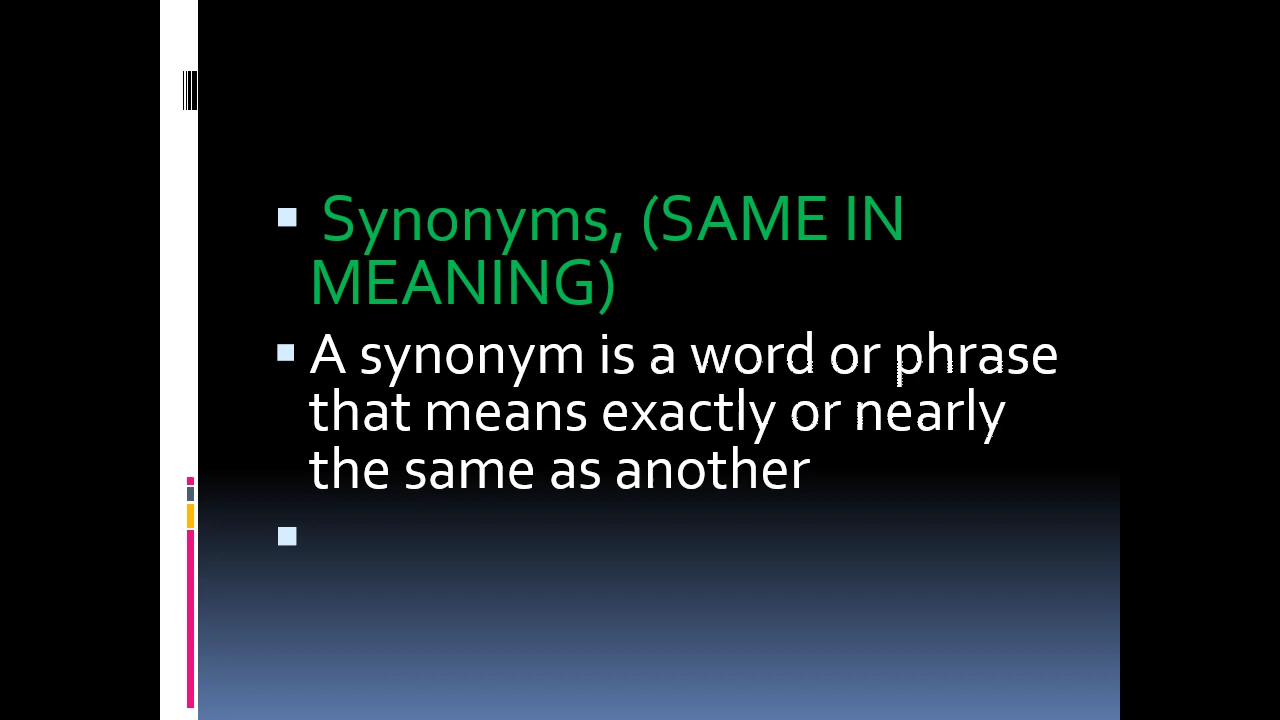 Synonyms, (SAME IN
MEANING)
A synonym is a word or phrase
that means exactly or nearly
the same as another